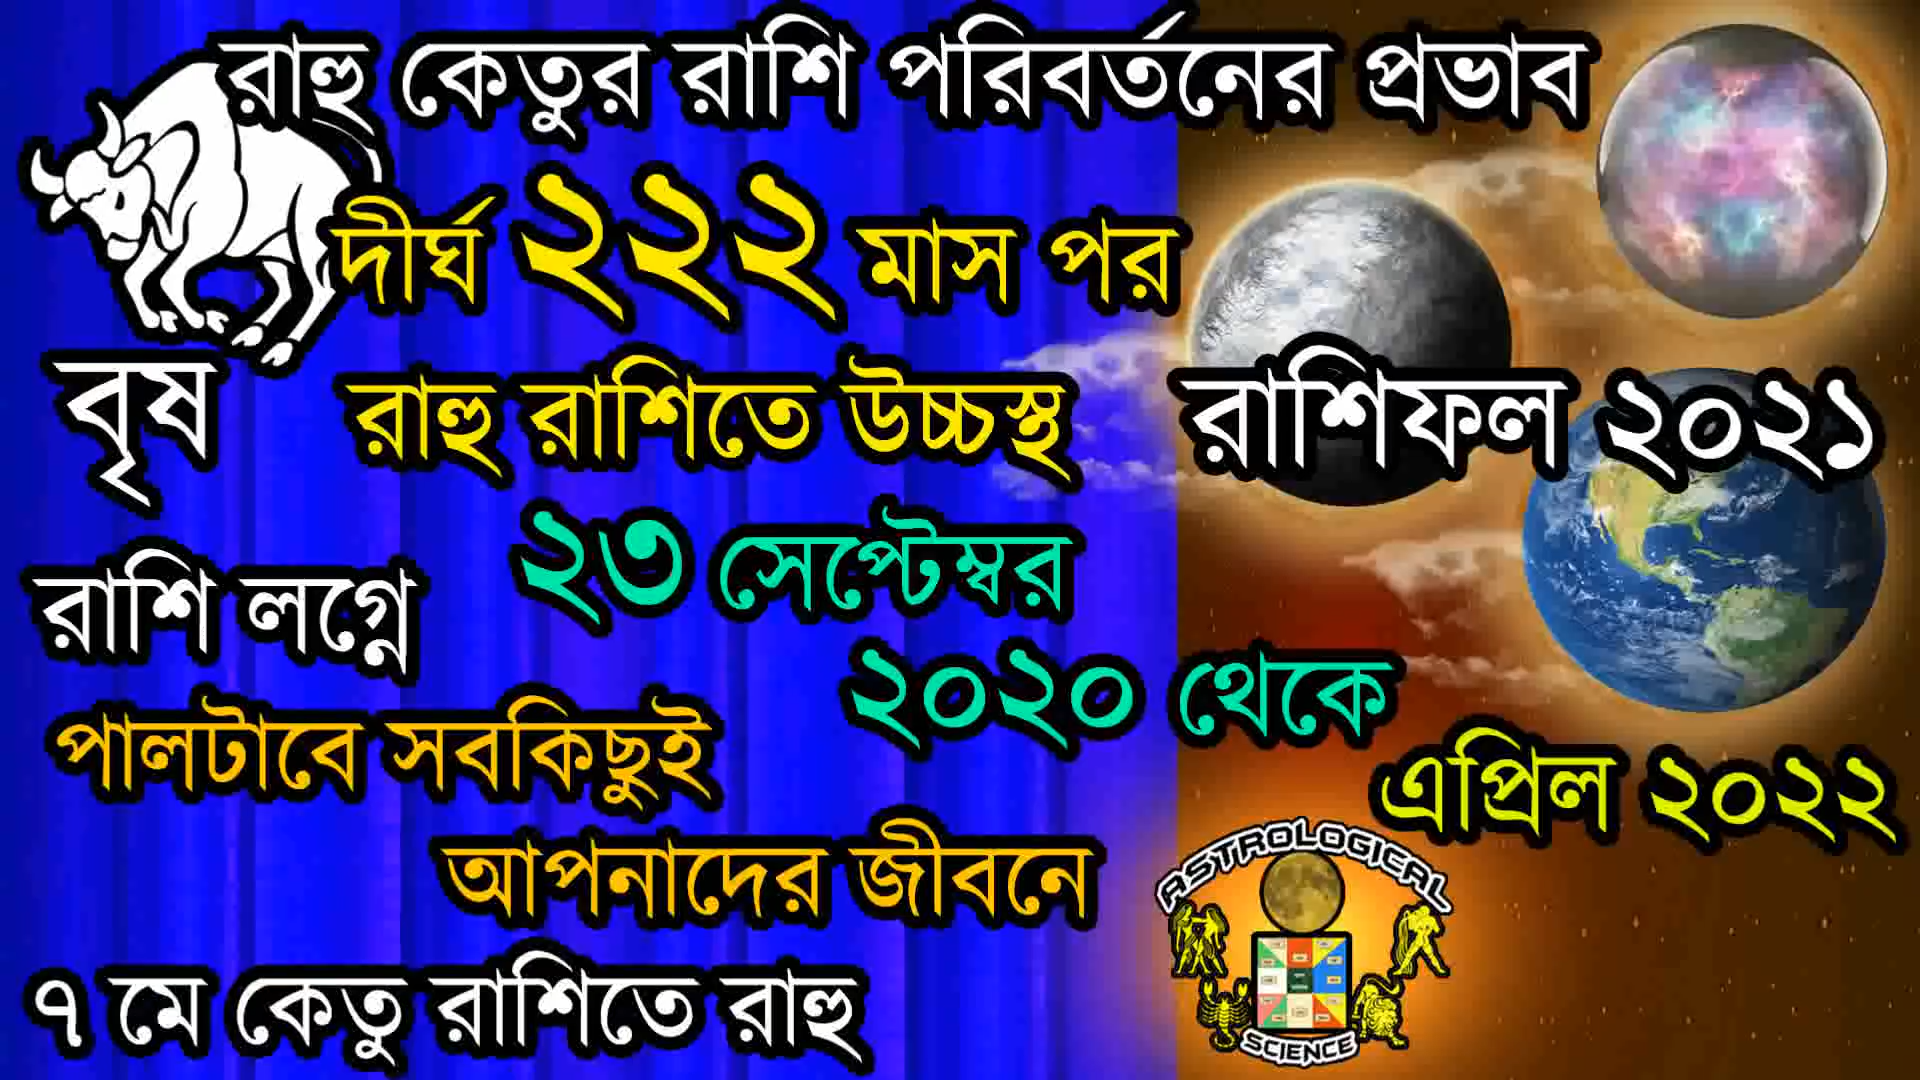 রাহু কেতুর রাশি পরিবর্তনের প্রভাব
দীর্ঘ ২২২ মাস পর
বৃষ রাহু রাশিতে উচ্চস্থ রাশিফল ২০২১
রাশি লগ্নে ২৩ সেপ্টেম্বর
২০২০ থেকে
পালটাবে সবকিছুই
এপ্রিল ২০২২
আপনাদের জীবনে
৭ মে কেতু রাশিতে রাহু
ASTROLOGICAL
SCIENCE